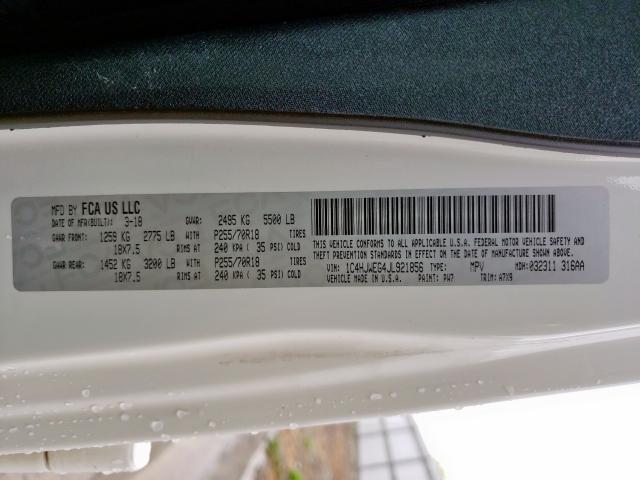 MFD BY FCA US LLC
DATE OF MFR(BUILT): 3-18 GVWR: 2495 KG 5500 LB
GAWR FRONT: 1259 KG 2775 LB WITH P255/70R18 TIRES
18X7.5 RIMS AT 240 KPA ( 35 PSI) COLD
GAWR REAR: 1452 KG 3200 LB WITH P255/70R18 TIRES
18X7.5 RIMS AT 240 KPA ( 35 PSI) COLD
THIS VEHICLE CONFORMS TO ALL APPLICABLE U.S.A. FEDERAL MOTOR VEHICLE SAFETY
AND THEFT PREVENTION STANDARDS IN EFFECT ON THE DATE OF MANUFACTURE SHOWN ABOVE.
VIN: 1C4HJWEG4JL921856 TYPE: MPV MDH:032311 316AA
VEHICLE MADE IN U.S.A. PAINT: PW7 TRIM: A7X9